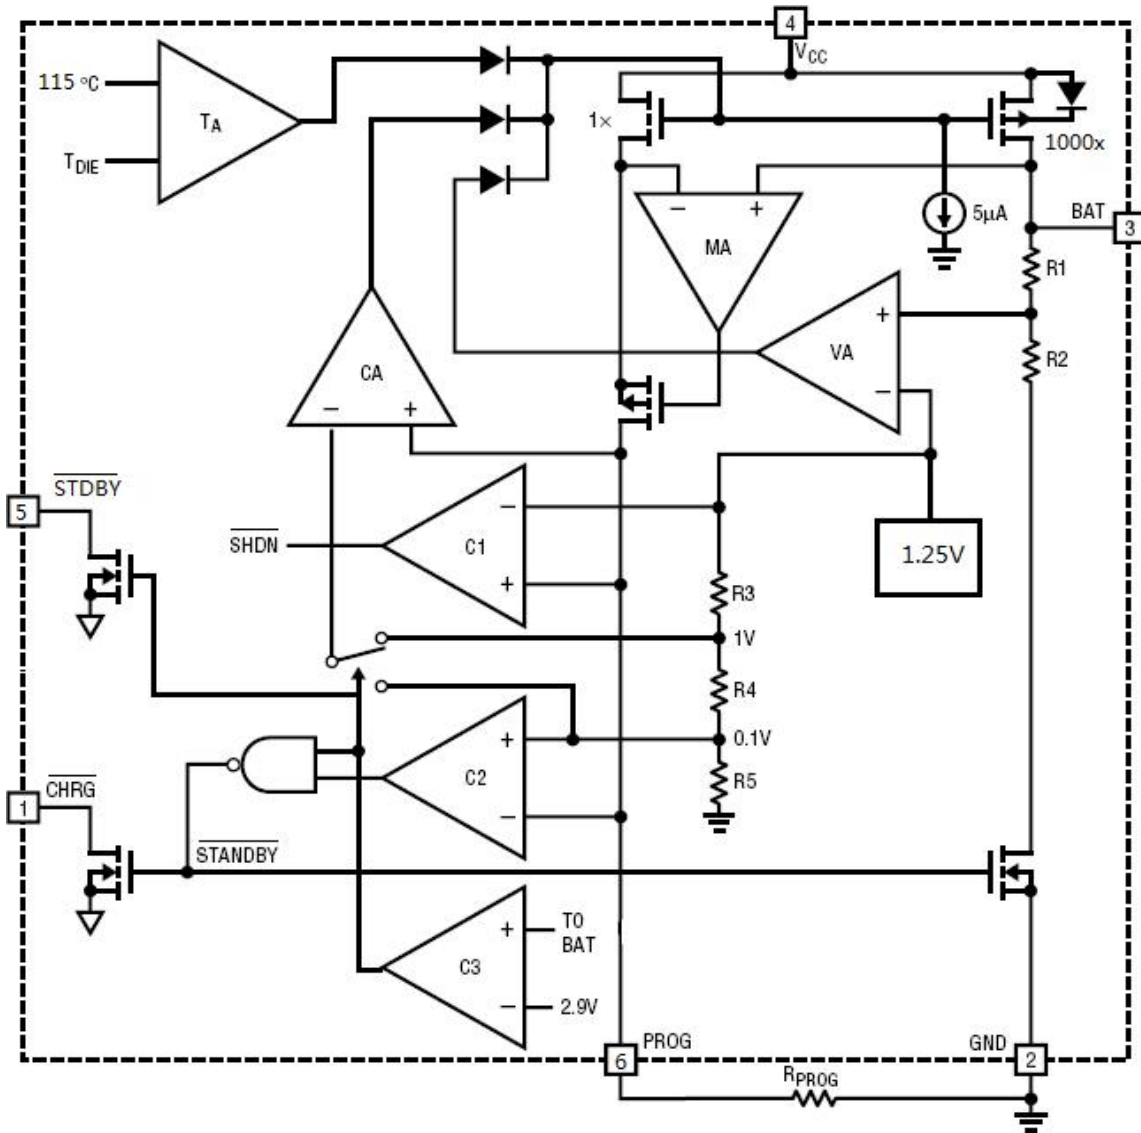 4
VCC
115 °C
TA
TDIE
1×
1000x
5µA
BAT
3
− +
MA
R1
+
VA
−
R2
CA
− +
STDBY
5
SHDN
−
C1
+
1.25V
R3
1V
R4
0.1V
R5
+
C2
−
CHRG
1
STANDBY
+
TO
BAT
C3
−
2.9V
PROG
6
GND
2
RPROG